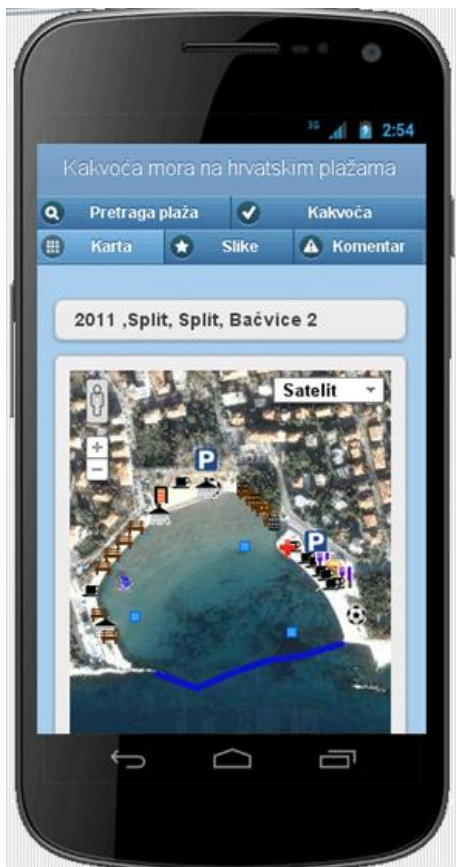 3G 2:54
Kakvoća mora na hrvatskim plažama
Pretraga plaža Kakvoća
Karta Slike Komentar
2011 ,Split, Split, Bačvice 2
Satelit
+
−
P
P